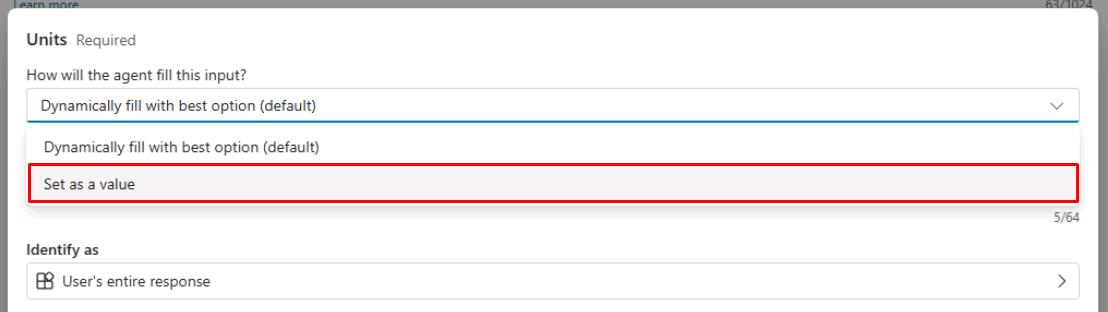 earn more
63/1024
Units Required
How will the agent fill this input?
Dynamically fill with best option (default)
Dynamically fill with best option (default)
Set as a value
5/64
Identify as
User's entire response